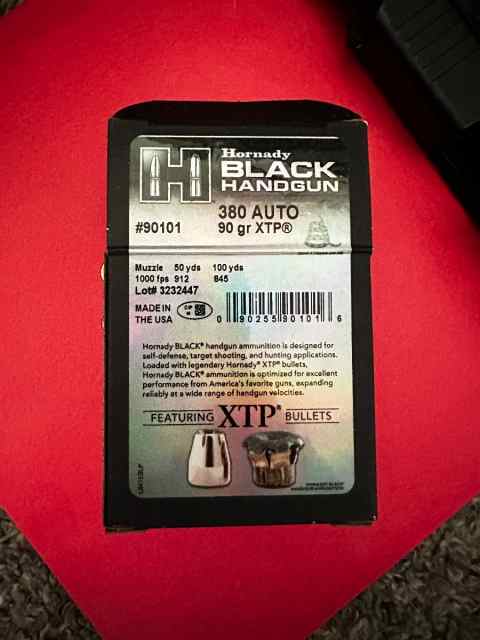 Hornady
BLACK
HANDGUN
380 AUTO
#90101 90 gr XTP®
Muzzle 50 yds 100 yds
1000 fps 912 845
Lot# 3232447
MADE IN
THE USA
0 90255 90101 6
Hornady BLACK® handgun ammunition is designed for
self-defense, target shooting, and hunting applications.
Loaded with legendary Hornady® XTP® bullets,
Hornady BLACK® ammunition is optimized for excellent
performance from America's favorite guns, expanding
reliably at a wide range of handgun velocities.
FEATURING XTP® BULLETS